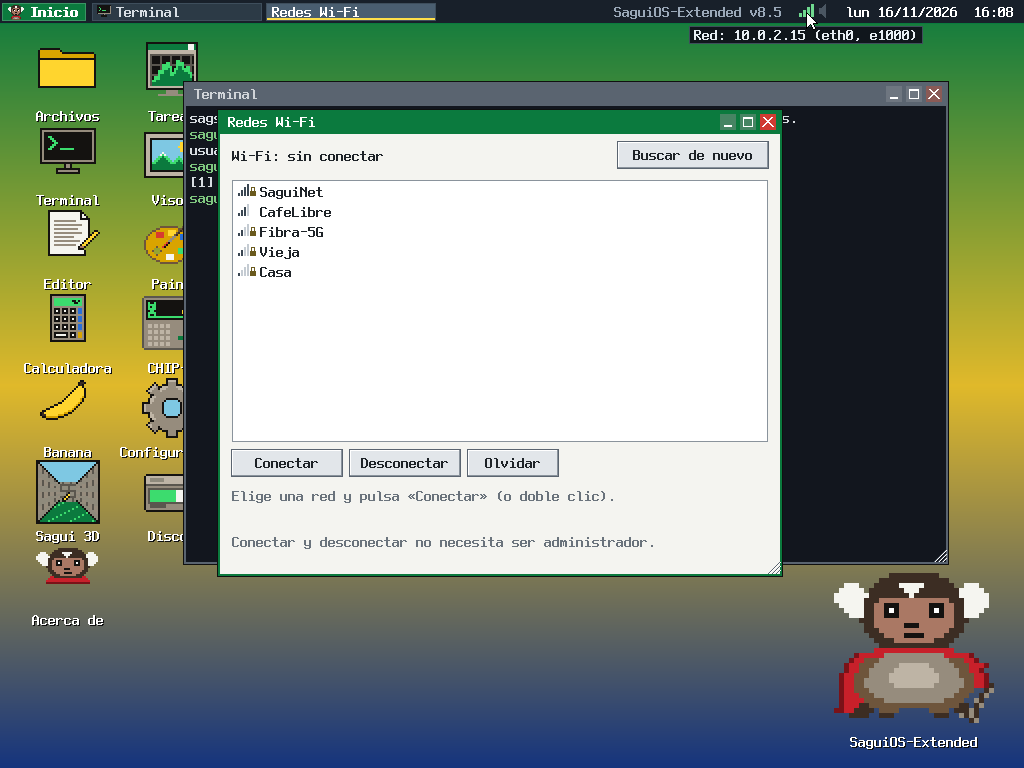 Inicio
Terminal
Redes Wi-Fi
SaguiOS-Extended v8.5
lun 16/11/2026
16:08
Red: 10.0.2.15 (eth0, e1000)
Archivos
Terminal
Editor
Calculadora
Banana
Configur
Sagui 3D
Disc
Acerca de
Terminal
s.
[1]
Redes Wi-Fi
Wi-Fi: sin conectar
Buscar de nuevo
SaguiNet
CafeLibre
Fibra-5G
Vieja
Casa
Conectar
Desconectar
Olvidar
Elige una red y pulsa «Conectar» (o doble clic).
Conectar y desconectar no necesita ser administrador.
SaguiOS-Extended